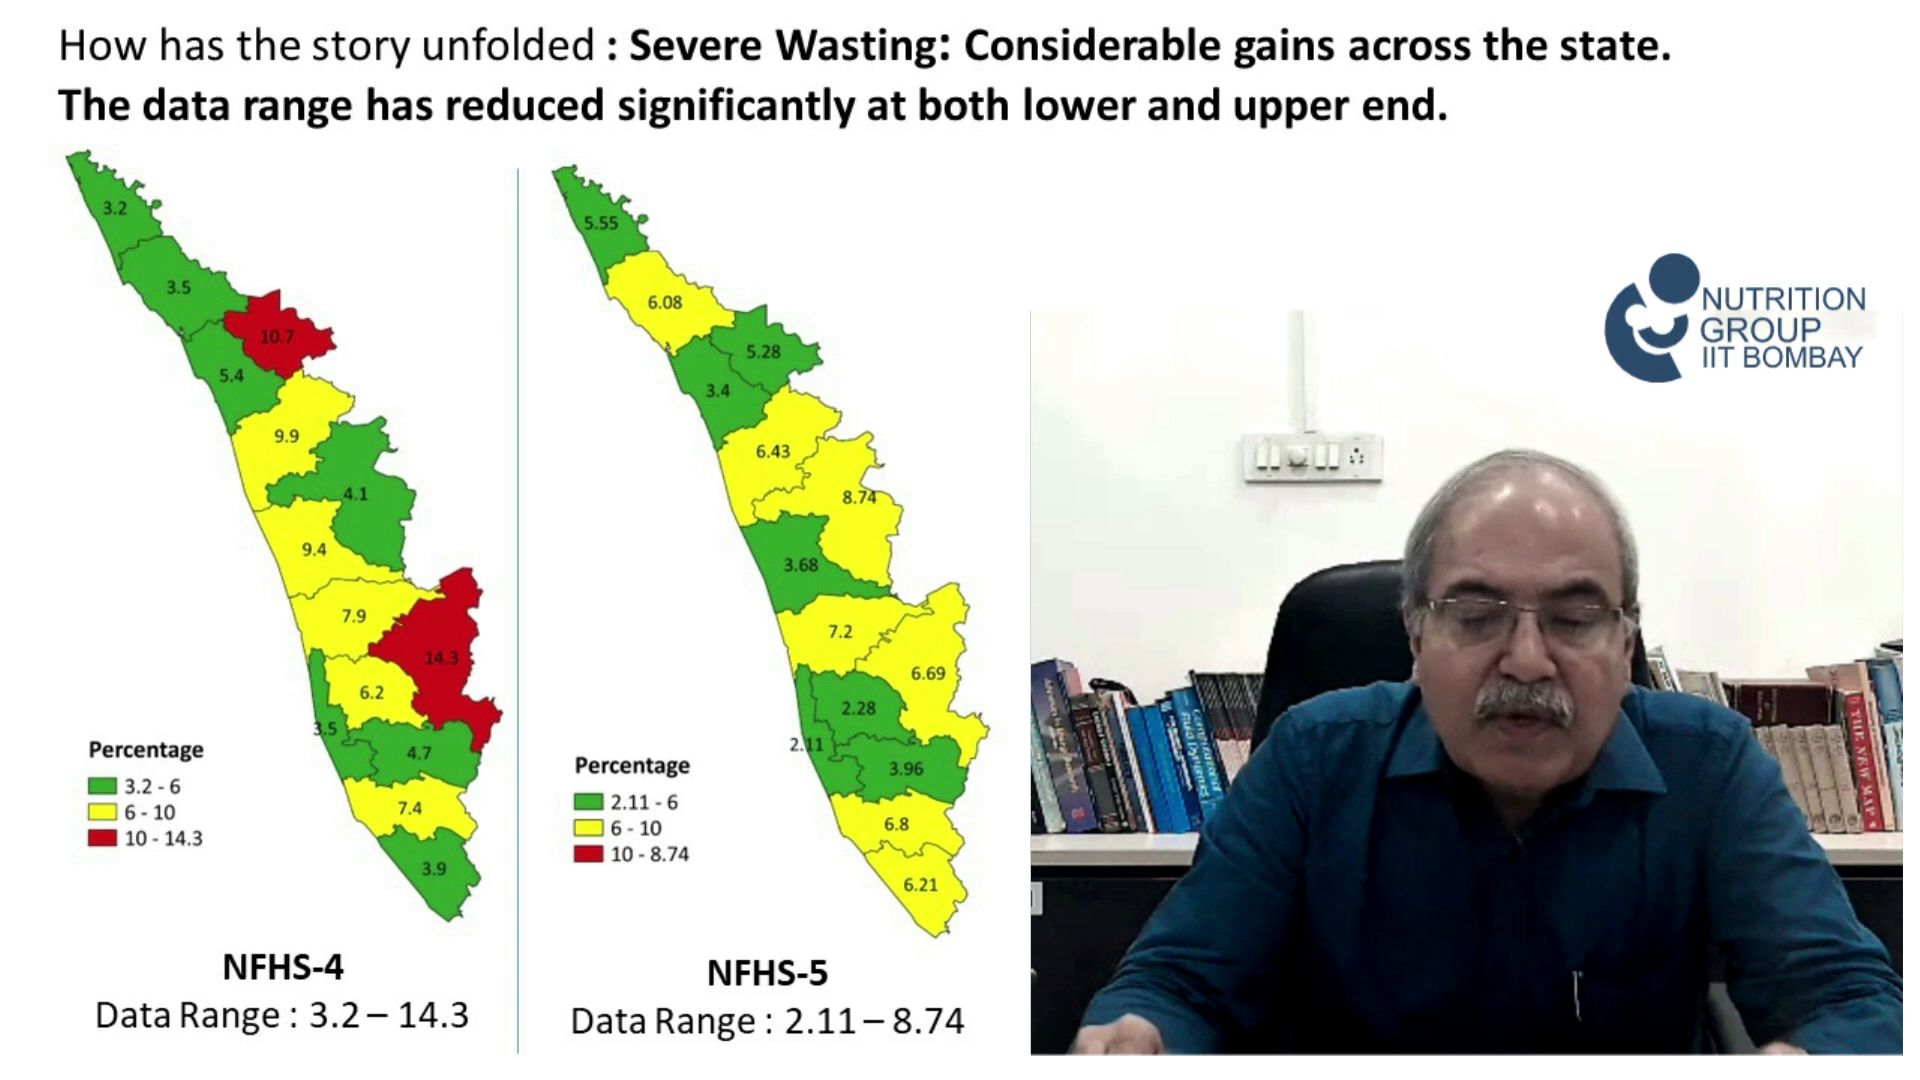 How has the story unfolded : Severe Wasting: Considerable gains across the state.
The data range has reduced significantly at both lower and upper end.
3.2
3.5
10.7
5.4
9.9
4.1
9.4
7.9
14.3
6.2
3.5
4.7
7.4
3.9
Percentage
3.2 - 6
6 - 10
10 - 14.3
NFHS-4
Data Range : 3.2 – 14.3
5.55
6.08
5.28
3.4
6.43
8.74
3.68
7.2
6.69
2.28
2.11
3.96
6.8
6.21
Percentage
2.11 - 6
6 - 10
10 - 8.74
NFHS-5
Data Range : 2.11 – 8.74
NUTRITION
GROUP
IIT BOMBAY
THE NEW MAP